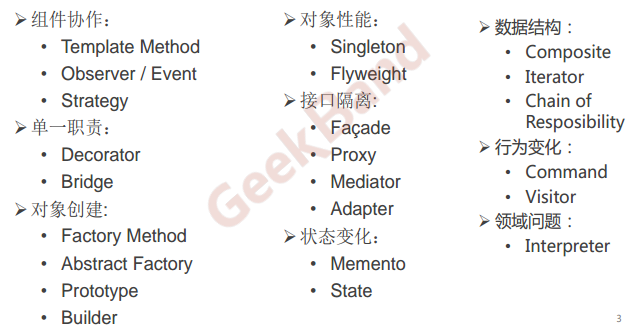 ➢组件协作：
• Template Method
• Observer / Event
• Strategy
➢单一职责：
• Decorator
• Bridge
➢对象创建:
• Factory Method
• Abstract Factory
• Prototype
• Builder
➢对象性能：
• Singleton
• Flyweight
➢接口隔离:
• Façade
• Proxy
• Mediator
• Adapter
➢状态变化：
• Memento
• State
➢数据结构：
• Composite
• Iterator
• Chain of
Resposibility
➢行为变化：
• Command
• Visitor
➢领域问题：
• Interpreter
GeekBand
3